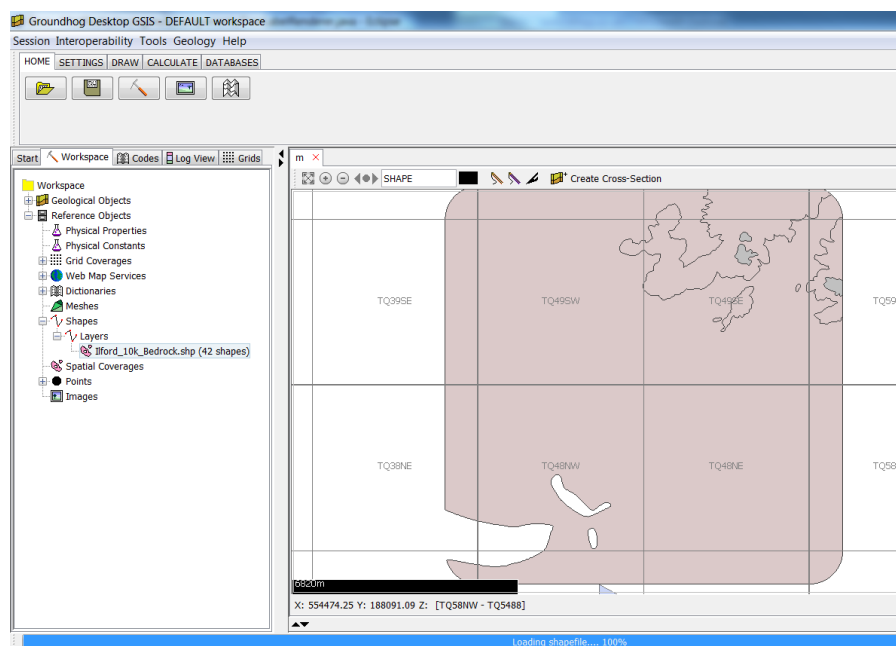 Groundhog Desktop GSIS - DEFAULT workspace
Session Interoperability Tools Geology Help
HOME SETTINGS DRAW CALCULATE DATABASES
Start Workspace Codes Log View Grids
m
SHAPE Create Cross-Section
Workspace
Geological Objects
Reference Objects
Physical Properties
Physical Constants
Grid Coverages
Web Map Services
Dictionaries
Meshes
Shapes
Layers
Ilford_10k_Bedrock.shp (42 shapes)
Spatial Coverages
Points
Images
TQ39SE TQ49SW TQ49SE TQ59
TQ38NE TQ48NW TQ48NE TQ58
6820m
X: 554474.25 Y: 188091.09 Z: [TQ58NW - TQ5488]
Loading shapefile.... 100%